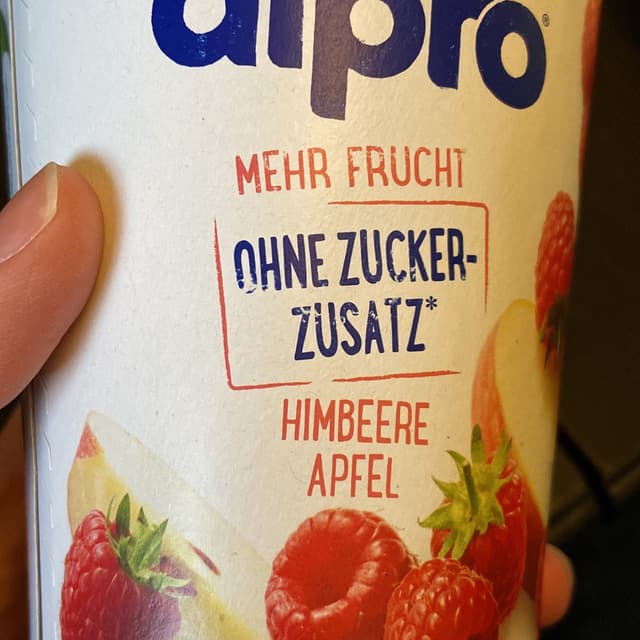 alpro®
MEHR FRUCHT
OHNE ZUCKER-
ZUSATZ*
HIMBEERE
APFEL